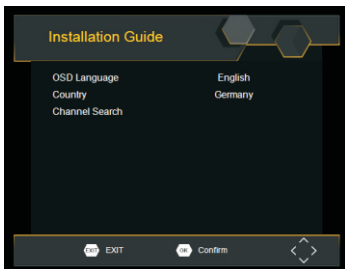 Installation Guide
OSD Language English
Country Germany
Channel Search
EXIT EXIT OK Confirm